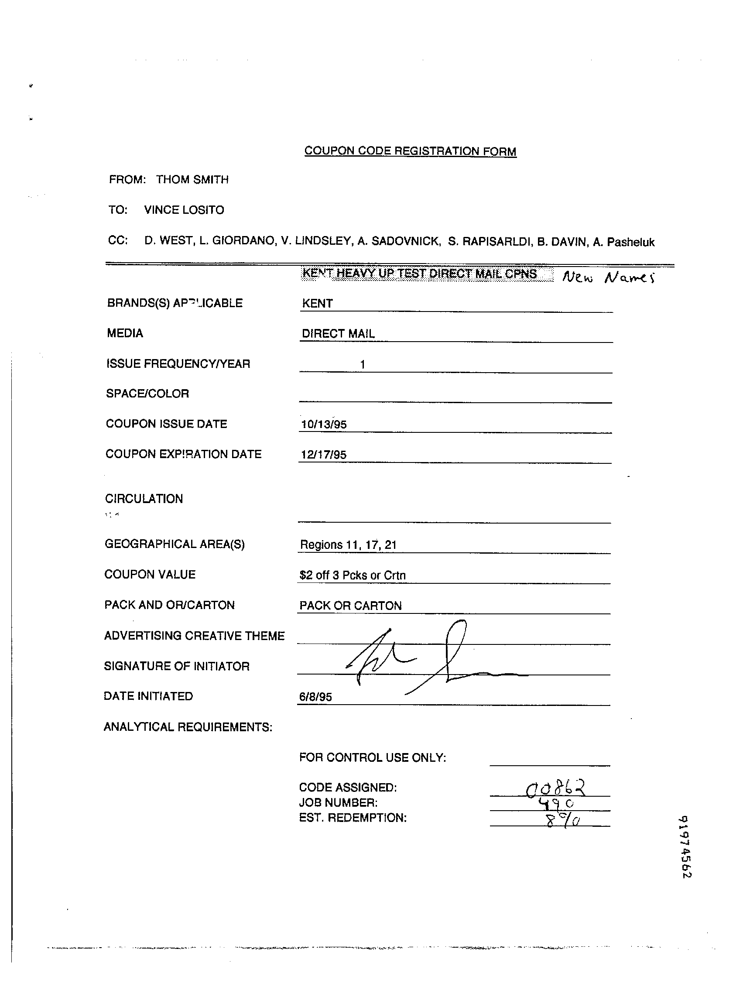 COUPON CODE REGISTRATION FORM
FROM: THOM SMITH
TO: VINCE LOSITO
CC: D. WEST, L. GIORDANO, V. LINDSLEY, A. SADOVNICK, S. RAPISARLDI, B. DAVIN, A. Pasheluk
KENT HEAVY UP TEST DIRECT MAIL CPNS New Names
BRANDS(S) APPLICABLE KENT
MEDIA DIRECT MAIL
ISSUE FREQUENCY/YEAR 1
SPACE/COLOR
COUPON ISSUE DATE 10/13/95
COUPON EXPIRATION DATE 12/17/95
CIRCULATION
GEOGRAPHICAL AREA(S) Regions 11, 17, 21
COUPON VALUE $2 off 3 Pcks or Crtn
PACK AND OR/CARTON PACK OR CARTON
ADVERTISING CREATIVE THEME
SIGNATURE OF INITIATOR
DATE INITIATED 6/8/95
ANALYTICAL REQUIREMENTS:
FOR CONTROL USE ONLY:
CODE ASSIGNED: 00862
JOB NUMBER: 490
EST. REDEMPTION: 8%
91974562